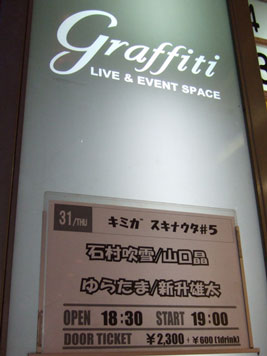 Graffiti
LIVE & EVENT SPACE
31/THU キミガ スキナウタ#5
石村吹雪/山口晶
ゆらたま/新升雄太
OPEN 18:30 START 19:00
DOOR TICKET ￥2,300 +￥600(1drink)